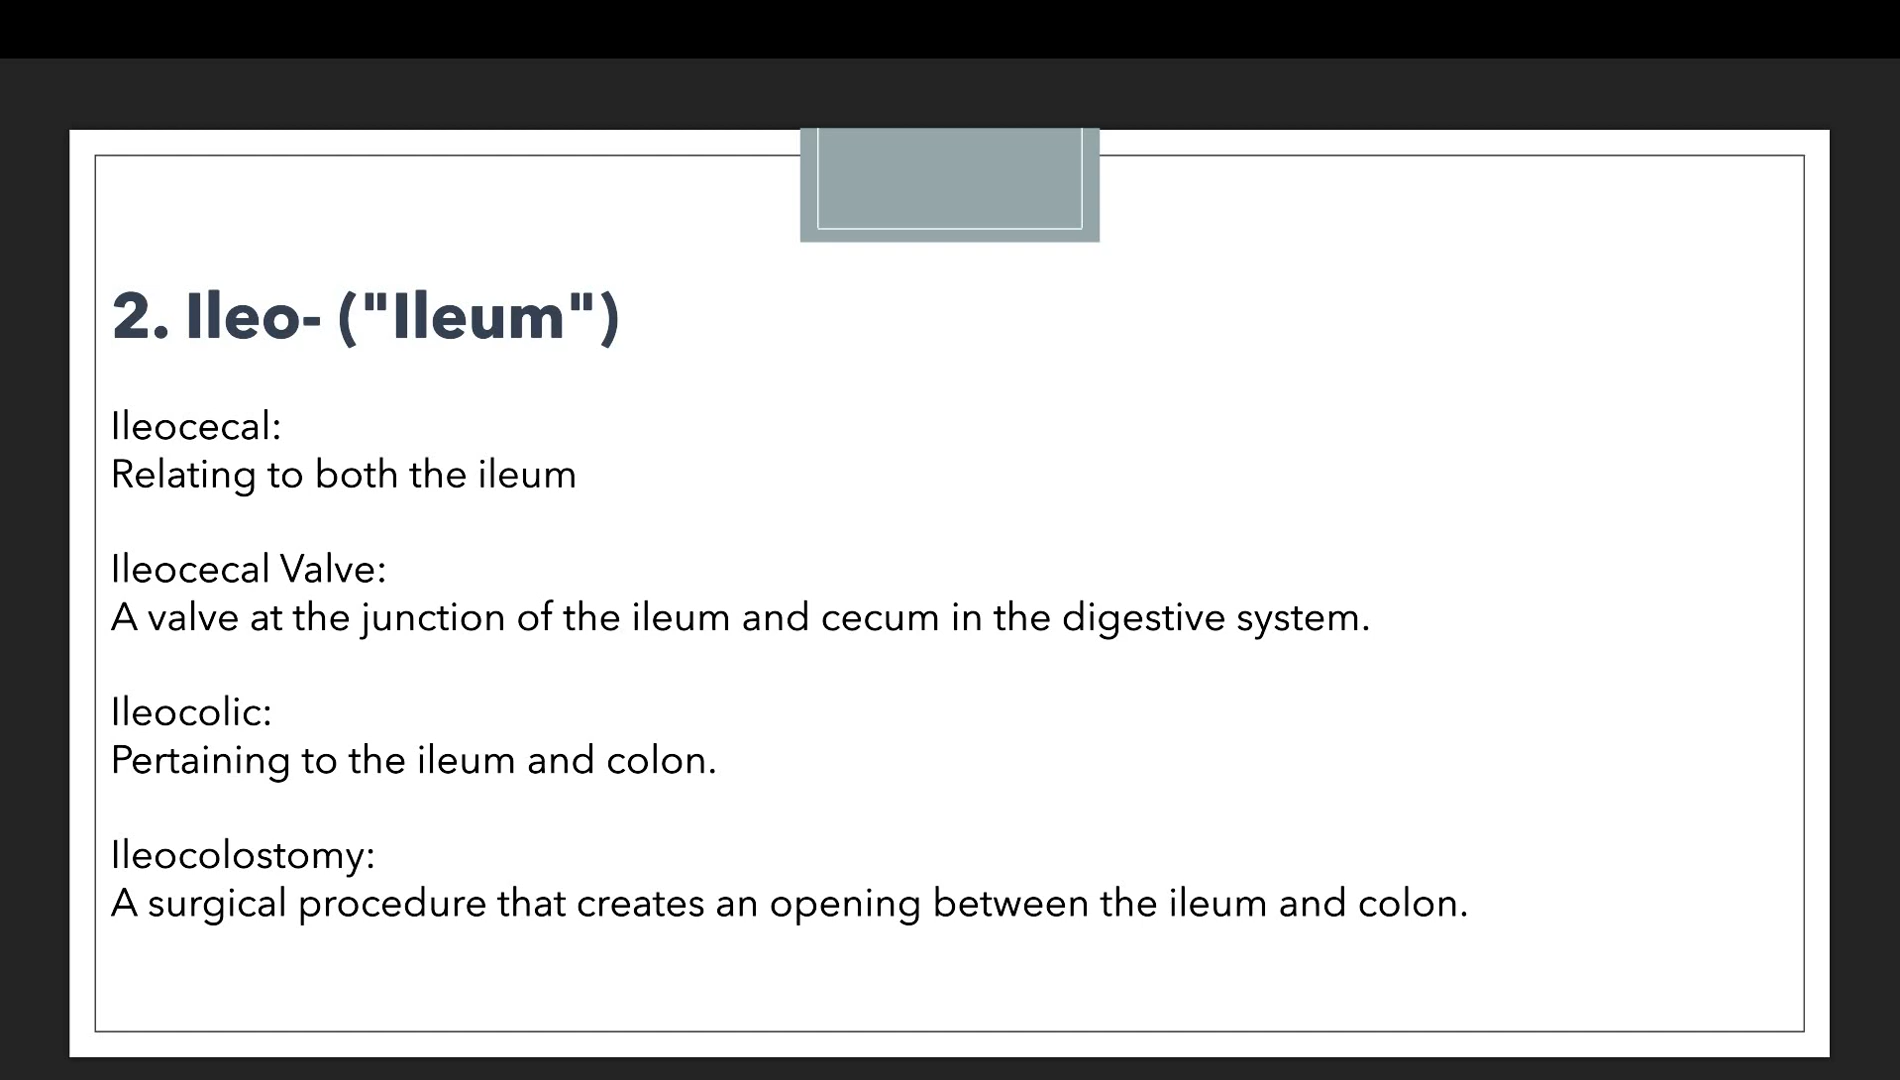 2. Ileo- ("Ileum")
Ileocecal:
Relating to both the ileum
Ileocecal Valve:
A valve at the junction of the ileum and cecum in the digestive system.
Ileocolic:
Pertaining to the ileum and colon.
Ileocolostomy:
A surgical procedure that creates an opening between the ileum and colon.